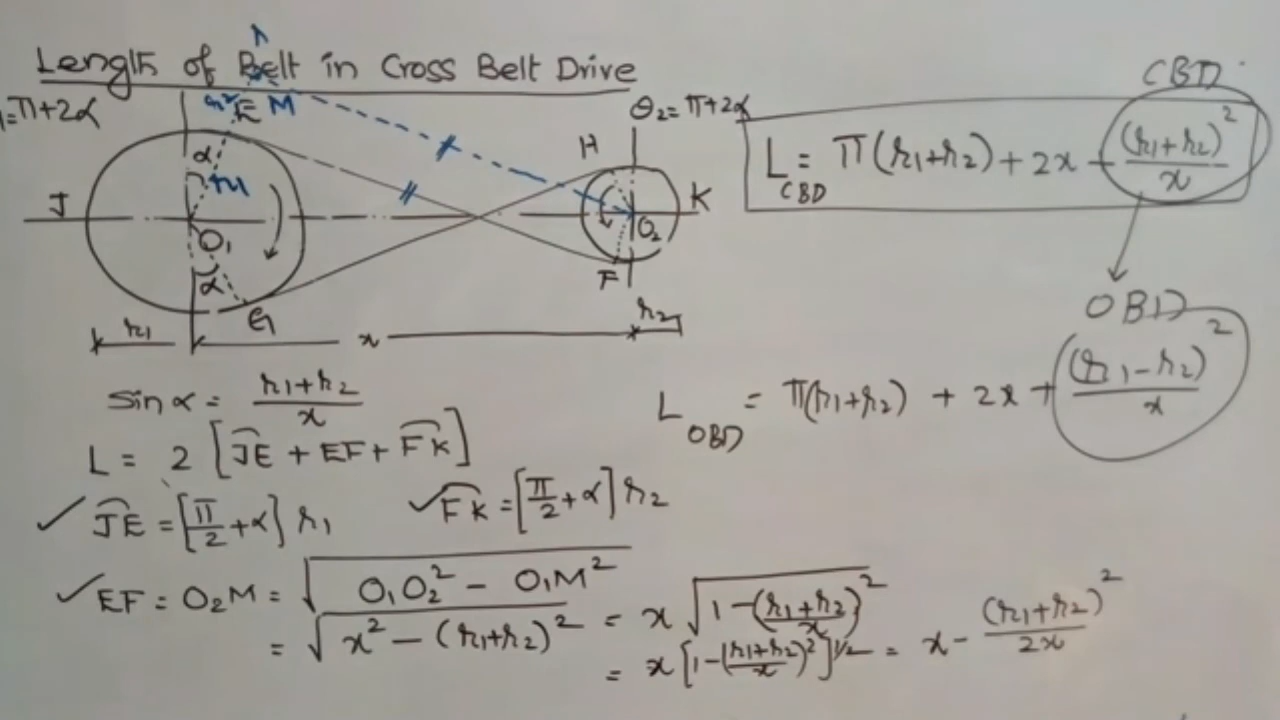 Length of Belt in Cross Belt Drive
CBD
=π+2α
θ₂=π+2α
E M
H
α
r₁
J
K
O₁
O₂
α
F
G
r₁
x
r₂
L CBD = π(r₁+r₂)+2x+(r₁+r₂)²/x
OBD
L OBD = π(r₁+r₂) + 2x + (r₁-r₂)²/x
Sin α = r₁+r₂/x
L = 2 [JE + EF + FK]
✓ JE = [π/2+α] r₁ ✓ FK = [π/2+α] r₂
✓ EF = O₂M = √O₁O₂² - O₁M²
= √x² - (r₁+r₂)² = x √1-(r₁+r₂/x)²
= x [1-(r₁+r₂/x)²]^1/2 = x - (r₁+r₂)²/2x